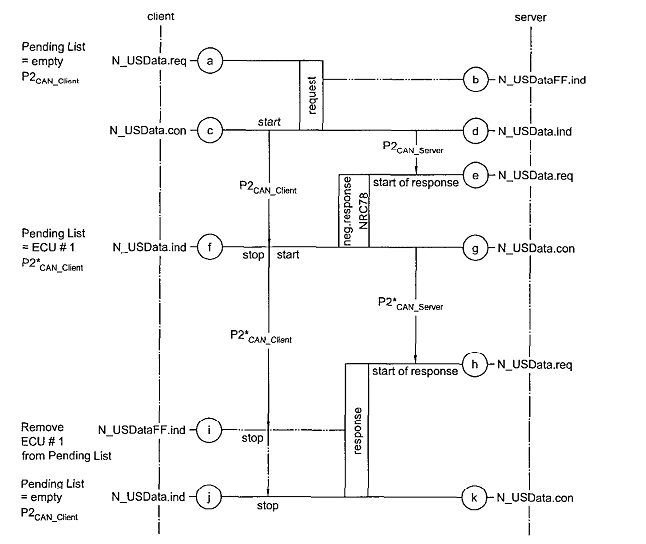 client
server
Pending List
= empty
P2CAN_Client
N_USData.req
a
request
b
N_USDataFF.ind
N_USData.con
c
start
d
N_USData.ind
P2CAN_Server
P2CAN_Client
neg.response
NRC78
start of response
e
N_USData.req
Pending List
= ECU # 1
P2*CAN_Client
N_USData.ind
f
stop
start
g
N_USData.con
P2*CAN_Server
P2*CAN_Client
response
start of response
h
N_USData.req
Remove
ECU # 1
from Pending List
N_USDataFF.ind
i
stop
Pending List
= empty
P2CAN_Client
N_USData.ind
j
stop
k
N_USData.con